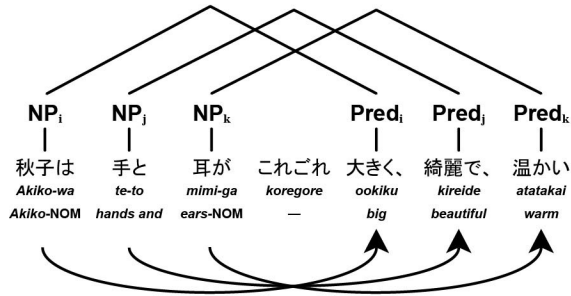 NPi NPj NPk Predi Predj Predk
秋子は 手と 耳が これごれ 大きく、 綺麗で、 温かい
Akiko-wa te-to mimi-ga koregore ookiku kireide atatakai
Akiko-NOM hands and ears-NOM — big beautiful warm